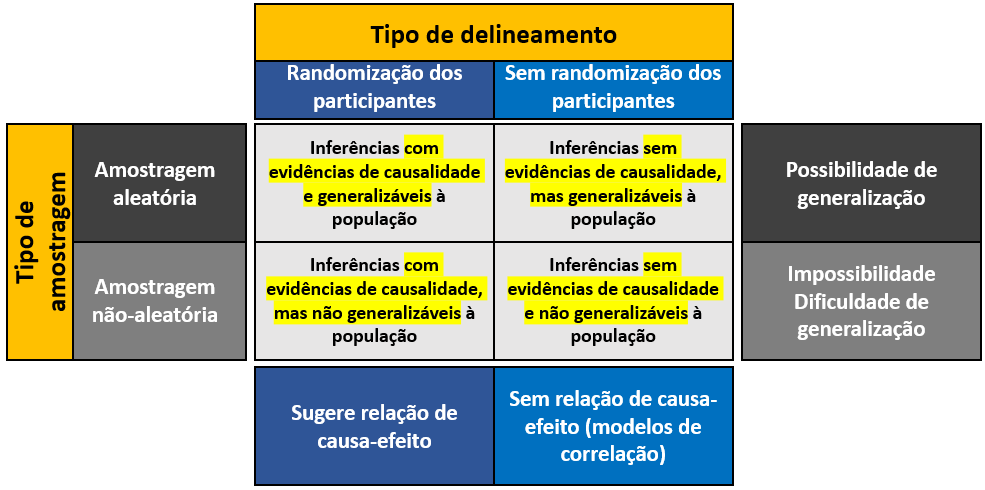 Tipo de delineamento
Randomização dos
participantes
Sem randomização dos
participantes
Tipo de
amostragem
Amostragem
aleatória
Inferências com
evidências de causalidade
e generalizáveis à
população
Inferências sem
evidências de causalidade,
mas generalizáveis à
população
Possibilidade de
generalização
Amostragem
não-aleatória
Inferências com
evidências de causalidade,
mas não generalizáveis à
população
Inferências sem
evidências de causalidade
e não generalizáveis à
população
Impossibilidade
Dificuldade de
generalização
Sugere relação de
causa-efeito
Sem relação de causa-
efeito (modelos de
correlação)